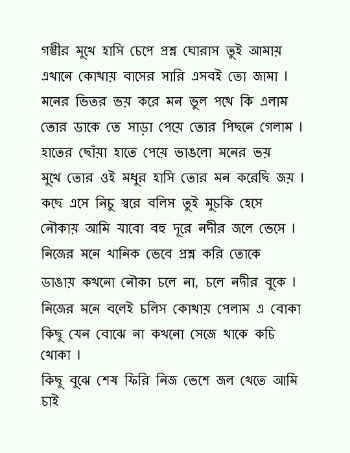 গম্ভীর মুখে হাসি চেপে প্রশ্ন ঘোরাস তুই আমায়
এখানে কোথায় বাসের সারি এসবই তো জামা ।
মনের ভিতর ভয় করে মন ভুল পথে কি এলাম
তোর ডাকে তে সাড়া পেয়ে তোর পিছনে গেলাম ।
হাতের ছোঁয়া হাতে পেয়ে ভাঙলো মনের ভয়
মুখে তোর ওই মধুর হাসি তোর মন করেছি জয় ।
কছে এসে নিচু স্বরে বলিস তুই মুচকি হেসে
নৌকায় আমি যাবো বহু দূরে নদীর জলে ভেসে ।
নিজের মনে খানিক ভেবে প্রশ্ন করি তোকে
ডাঙায় কখনো নৌকা চলে না, চলে নদীর বুকে ।
নিজের মনে বলেই চলিস কোথায় পেলাম এ বোকা
কিছু যেন বোঝে না কখনো সেজে থাকে কচি
খোকা ।
কিছু বুঝে শেষ ফিরি নিজ ভেশে জল খেতে আমি
চাই